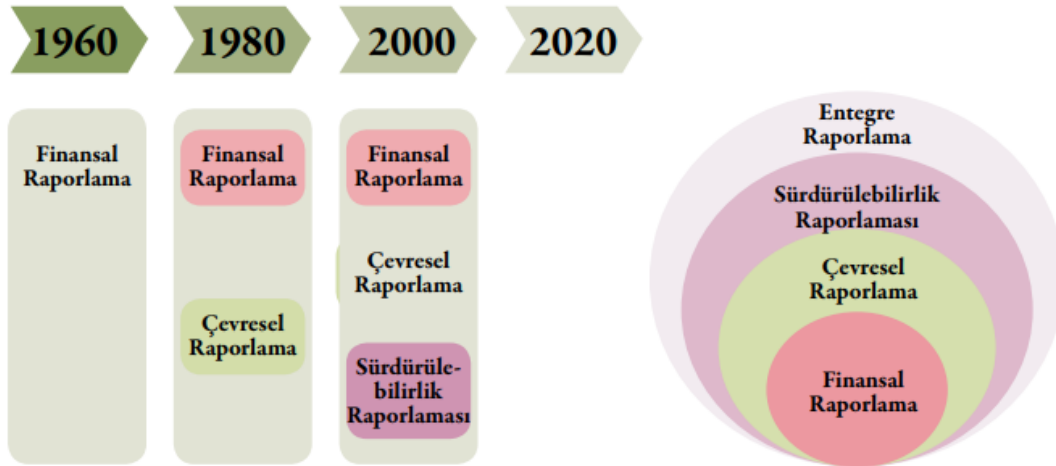 1960
1980
2000
2020
Finansal
Raporlama
Finansal
Raporlama
Çevresel
Raporlama
Finansal
Raporlama
Çevresel
Raporlama
Sürdürüle-
bilirlik
Raporlaması
Entegre
Raporlama
Sürdürülebilirlik
Raporlaması
Çevresel
Raporlama
Finansal
Raporlama